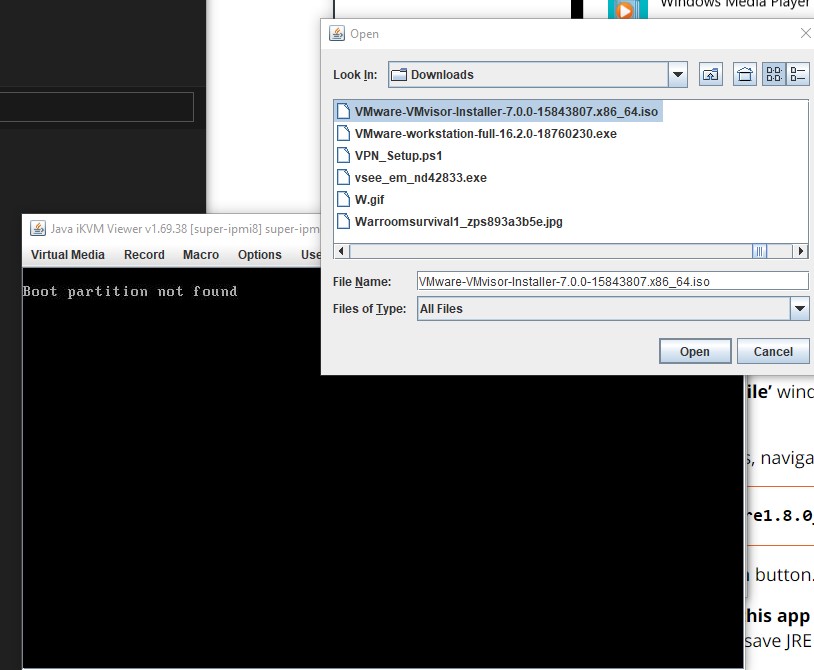 Windows Media Player
Open
Look In:
Downloads
VMware-VMvisor-Installer-7.0.0-15843807.x86_64.iso
VMware-workstation-full-16.2.0-18760230.exe
VPN_Setup.ps1
vsee_em_nd42833.exe
W.gif
Warroomsurvival1_zps893a3b5e.jpg
File Name:
VMware-VMvisor-Installer-7.0.0-15843807.x86_64.iso
Files of Type:
All Files
Open
Cancel
Java iKVM Viewer v1.69.38 [super-ipmi8] super-ipm
Virtual Media
Record
Macro
Options
Use
Boot partition not found
ile’ wind
s, naviga
re1.8.0
button.
his app
save JRE